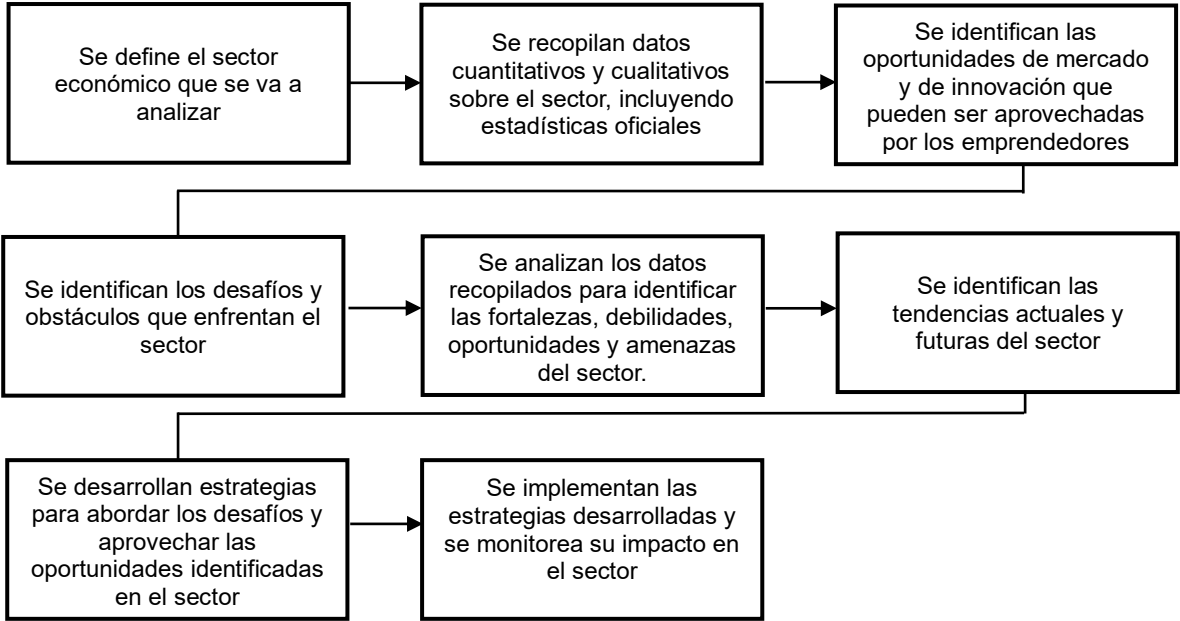 Se define el sector
económico que se va a
analizar
Se recopilan datos
cuantitativos y cualitativos
sobre el sector, incluyendo
estadísticas oficiales
Se identifican las
oportunidades de mercado
y de innovación que
pueden ser aprovechadas
por los emprendedores
Se identifican los desafíos y
obstáculos que enfrentan el
sector
Se analizan los datos
recopilados para identificar
las fortalezas, debilidades,
oportunidades y amenazas
del sector.
Se identifican las
tendencias actuales y
futuras del sector
Se desarrollan estrategias
para abordar los desafíos y
aprovechar las
oportunidades identificadas
en el sector
Se implementan las
estrategias desarrolladas y
se monitorea su impacto en
el sector